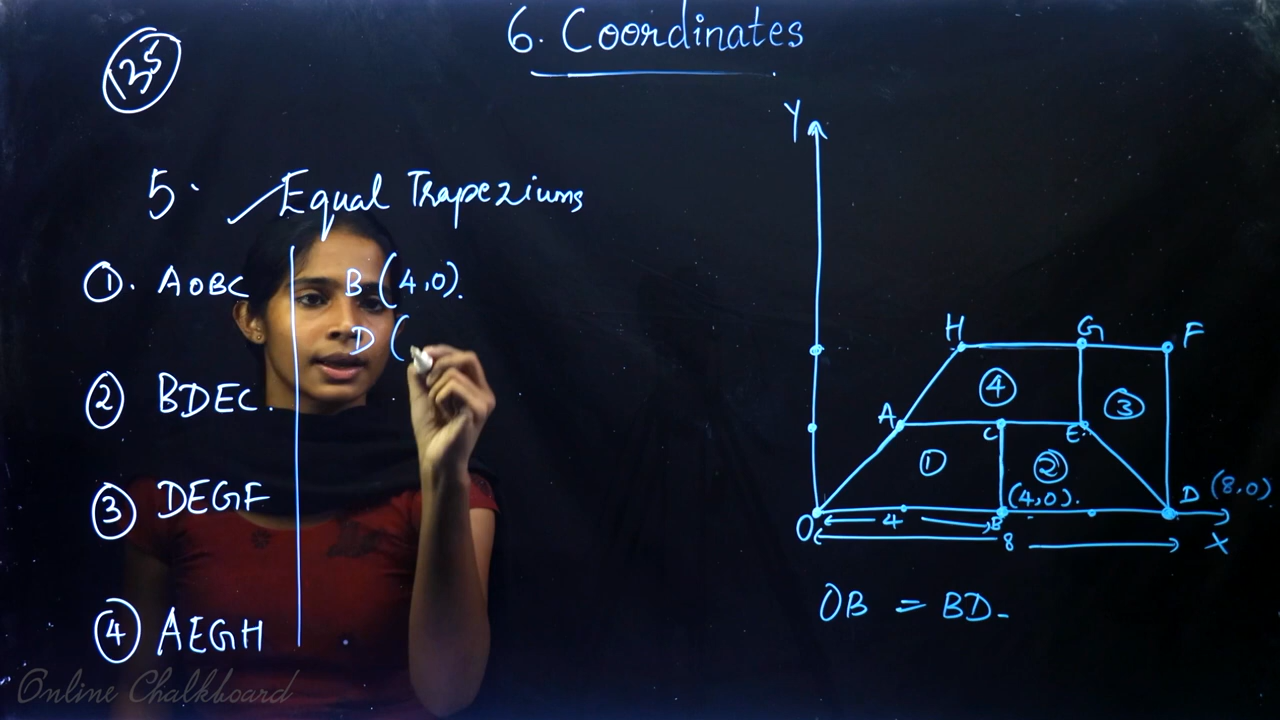 6. Coordinates
135
5. Equal Trapeziums
①. AOBC B (4,0).
D (
② BDEC.
③ DEGF
④ AEGH
Y
H G F
④ ③
A C E
① ②
(4,0). D (8,0)
O 4 B
8 X
OB = BD
Online Chalkboard